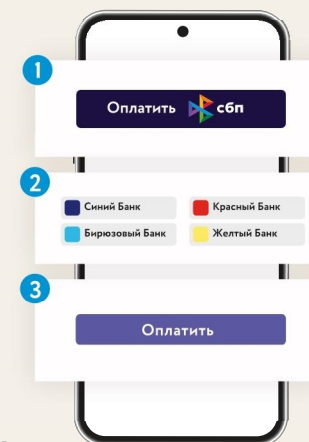 1
Оплатить сбп
2
Синий Банк Красный Банк
Бирюзовый Банк Желтый Банк
3
Оплатить